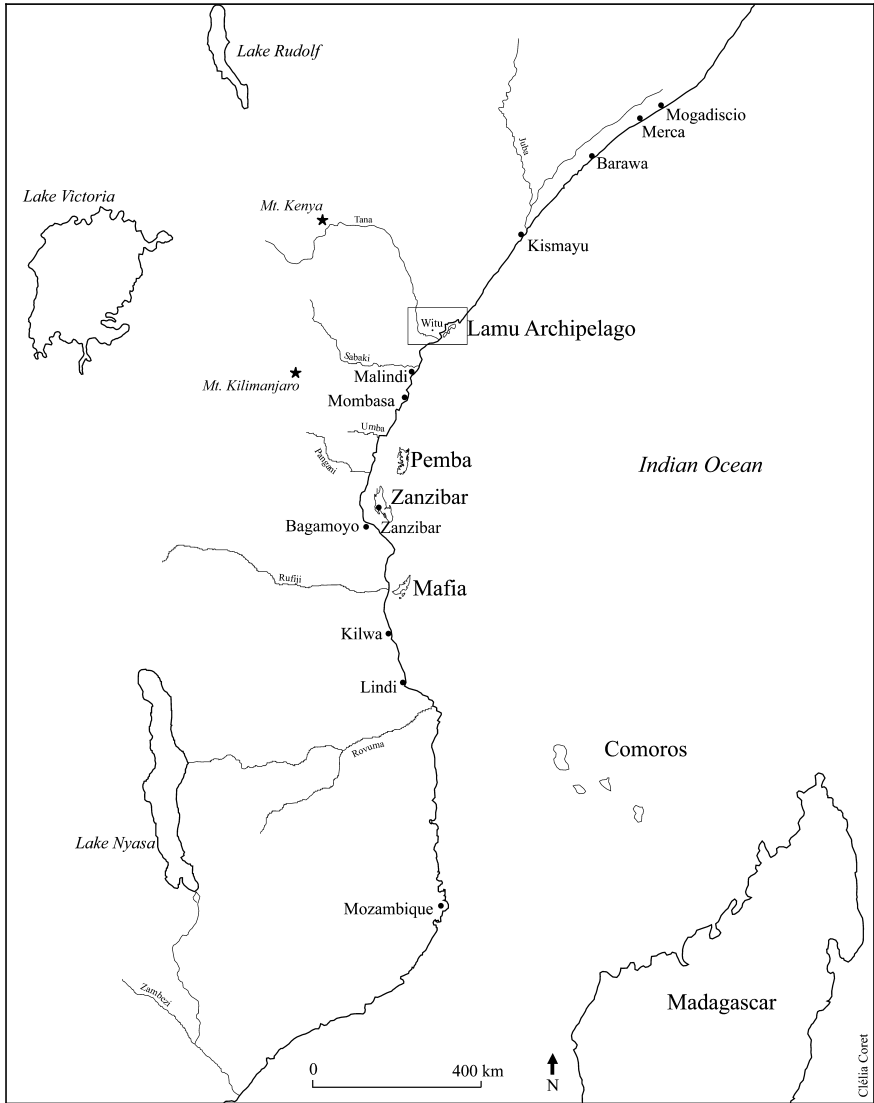 Lake Rudolf
Mogadiscio
Merca
Juba
Barawa
Lake Victoria
Mt. Kenya
Tana
Kismayu
Witu
Lamu Archipelago
Sabaki
Malindi
Mt. Kilimanjaro
Mombasa
Umba
Pangani
Pemba
Indian Ocean
Zanzibar
Bagamoyo
Zanzibar
Rufiji
Mafia
Kilwa
Lindi
Rovuma
Comoros
Lake Nyasa
Mozambique
Zambezi
Madagascar
0 400 km
N
Clélia Coret